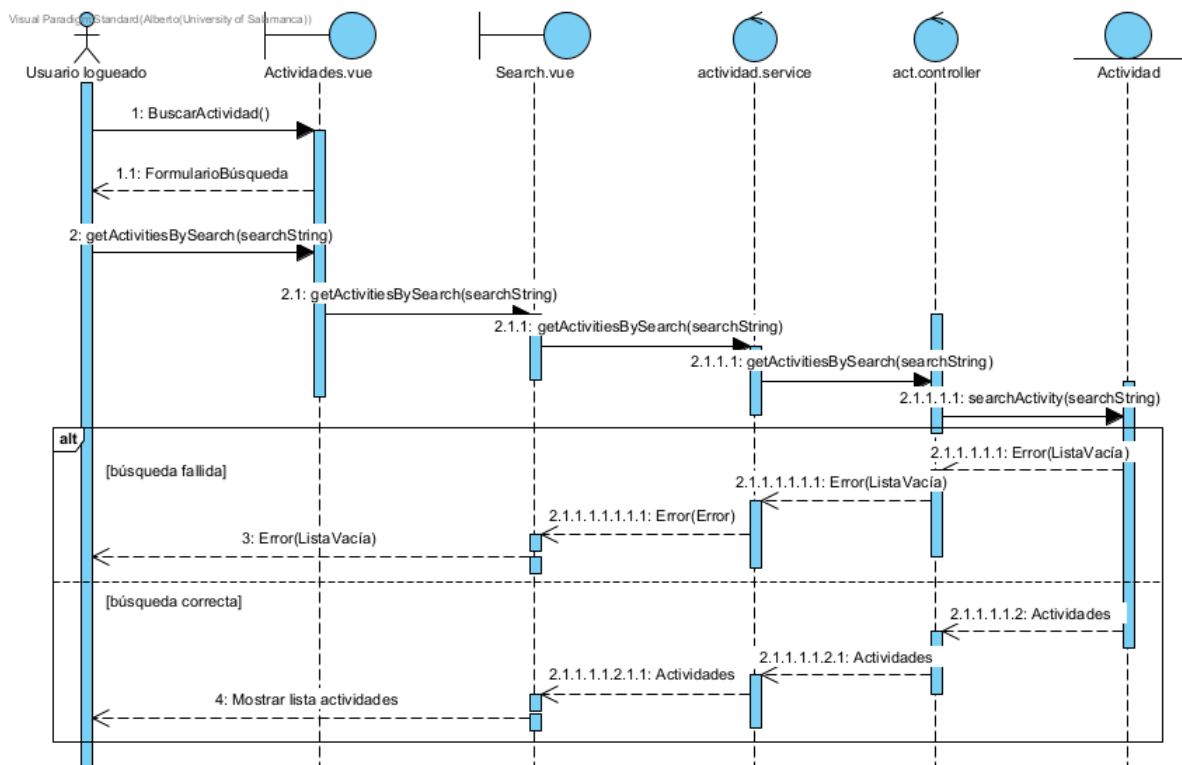 Visual Paradigm Standard(Alberto(University of Salamanca))
Usuario logueado
Actividades.vue
Search.vue
actividad.service
act.controller
Actividad
1: BuscarActividad()
1.1: FormularioBúsqueda
2: getActivitiesBySearch(searchString)
2.1: getActivitiesBySearch(searchString)
2.1.1: getActivitiesBySearch(searchString)
2.1.1.1: getActivitiesBySearch(searchString)
2.1.1.1.1: searchActivity(searchString)
alt
[búsqueda fallida]
2.1.1.1.1.1: Error(ListaVacía)
2.1.1.1.1.1.1: Error(ListaVacía)
2.1.1.1.1.1.1.1: Error(Error)
3: Error(ListaVacía)
[búsqueda correcta]
2.1.1.1.1.2: Actividades
2.1.1.1.1.2.1: Actividades
2.1.1.1.1.2.1.1: Actividades
4: Mostrar lista actividades